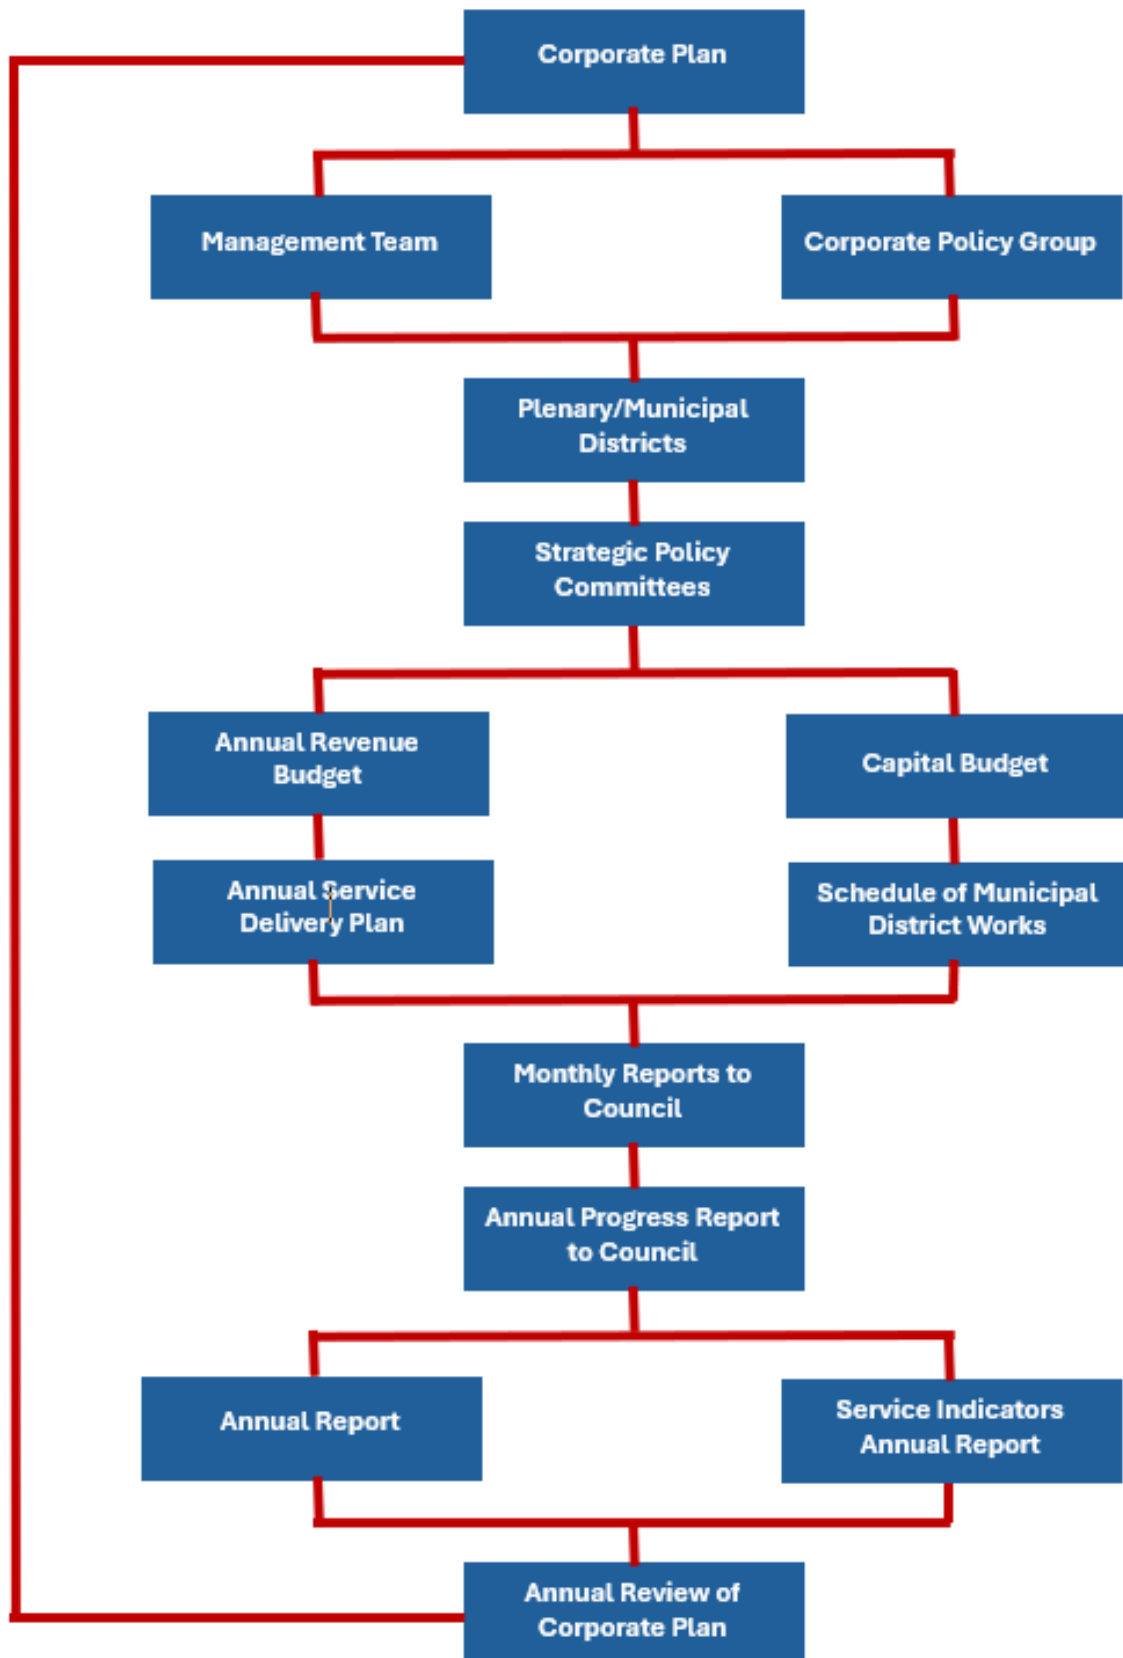 Corporate Plan
Management Team
Corporate Policy Group
Plenary/Municipal
Districts
Strategic Policy
Committees
Annual Revenue
Budget
Capital Budget
Annual Service
Delivery Plan
Schedule of Municipal
District Works
Monthly Reports to
Council
Annual Progress Report
to Council
Annual Report
Service Indicators
Annual Report
Annual Review of
Corporate Plan